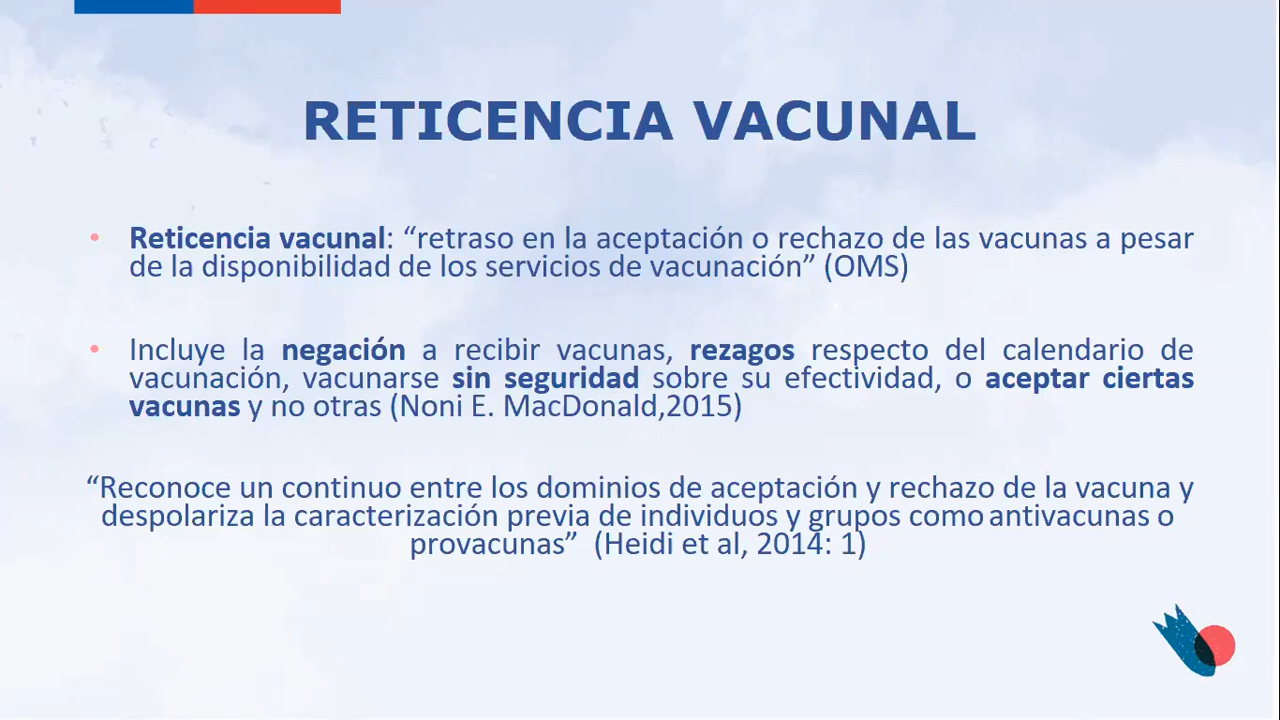 RETICENCIA VACUNAL
• Reticencia vacunal: “retraso en la aceptación o rechazo de las vacunas a pesar
de la disponibilidad de los servicios de vacunación” (OMS)
• Incluye la negación a recibir vacunas, rezagos respecto del calendario de
vacunación, vacunarse sin seguridad sobre su efectividad, o aceptar ciertas
vacunas y no otras (Noni E. MacDonald,2015)
“Reconoce un continuo entre los dominios de aceptación y rechazo de la vacuna y
despolariza la caracterización previa de individuos y grupos como antivacunas o
provacunas” (Heidi et al, 2014: 1)